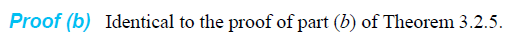 Proof (b) Identical to the proof of part (b) of Theorem 3.2.5.